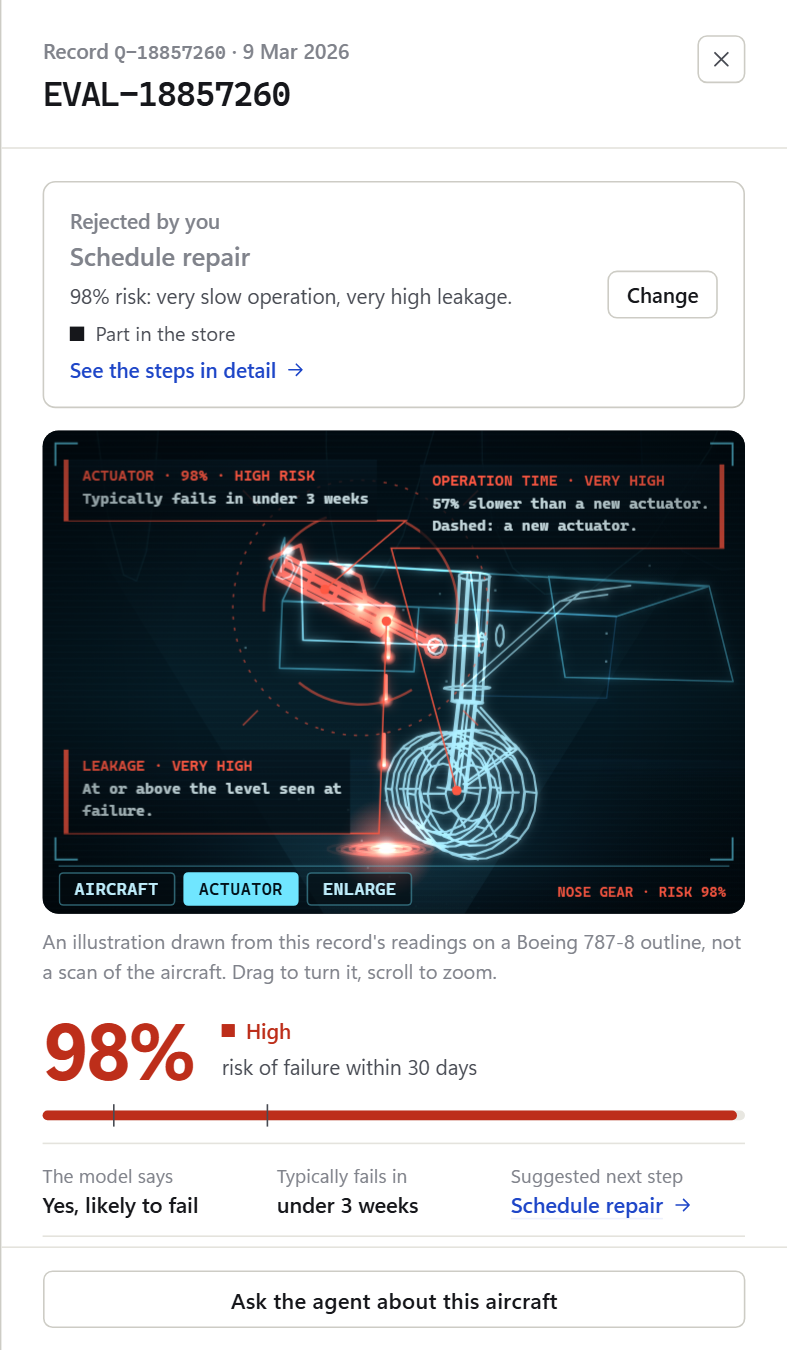 Record Q−18857260 · 9 Mar 2026
EVAL−18857260
Rejected by you
Schedule repair
98% risk: very slow operation, very high leakage.
Change
Part in the store
See the steps in detail →
ACTUATOR · 98% · HIGH RISK
Typically fails in under 3 weeks
OPERATION TIME · VERY HIGH
57% slower than a new actuator.
Dashed: a new actuator.
LEAKAGE · VERY HIGH
At or above the level seen at
failure.
AIRCRAFT
ACTUATOR
ENLARGE
NOSE GEAR · RISK 98%
An illustration drawn from this record's readings on a Boeing 787-8 outline, not
a scan of the aircraft. Drag to turn it, scroll to zoom.
98%
High
risk of failure within 30 days
The model says
Yes, likely to fail
Typically fails in
under 3 weeks
Suggested next step
Schedule repair →
Ask the agent about this aircraft